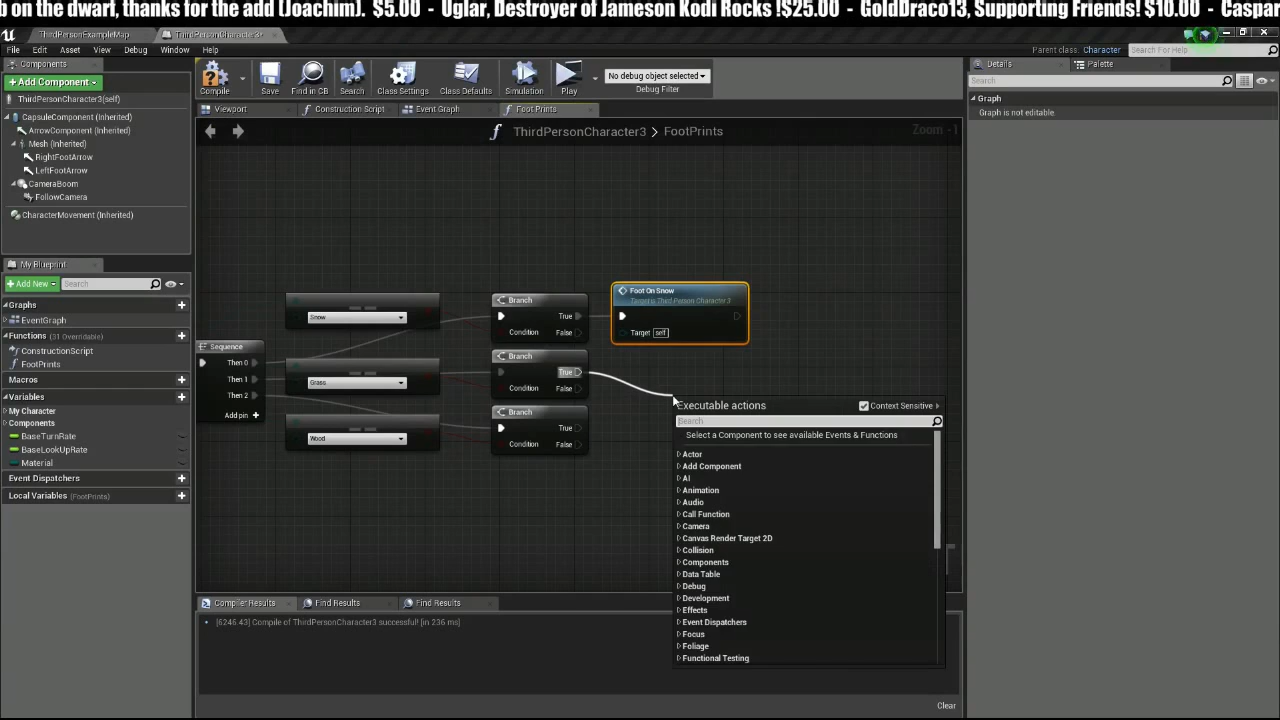 b on the dwart, thanks for the add (Joachim).  $5.00  -  Uglar, Destroyer of Jameson Kodi Rocks !$25.00  -  GoldDraco13, Supporting Friends! $10.00  -  Caspar
ThirdPersonExampleMap
ThirdPersonCharacter3*
File Edit Asset View Debug Window Help
Parent class: Character
Search For Help
Components
+Add Component
ThirdPersonCharacter3(self)
CapsuleComponent (Inherited)
ArrowComponent (Inherited)
Mesh (Inherited)
RightFootArrow
LeftFootArrow
CameraBoom
FollowCamera
CharacterMovement (Inherited)
My Blueprint
+Add New
Search
Graphs
EventGraph
Functions (31 Overridable)
ConstructionScript
FootPrints
Macros
Variables
My Character
Components
BaseTurnRate
BaseLookUpRate
Material
Event Dispatchers
Local Variables (FootPrints)
Compile Save Find in CB Search Class Settings Class Defaults Simulation Play
No debug object selected
Debug Filter
Viewport
Construction Script
Event Graph
Foot Prints
ThirdPersonCharacter3 > FootPrints
Zoom -1
Sequence
Then 0
Then 1
Then 2
Add pin +
Snow
Grass
Wood
Branch
True
Condition False
Branch
True
Condition False
Branch
True
Condition False
Foot On Snow
Target is Third Person Character 3
Target self
Executable actions
Context Sensitive
Search
Select a Component to see available Events & Functions
Actor
Add Component
AI
Animation
Audio
Call Function
Camera
Canvas Render Target 2D
Collision
Components
Data Table
Debug
Development
Effects
Event Dispatchers
Focus
Foliage
Functional Testing
Compiler Results
Find Results
Find Results
[6246.43] Compile of ThirdPersonCharacter3 successful! [in 236 ms]
Clear
Details
Palette
Search
Graph
Graph is not editable.